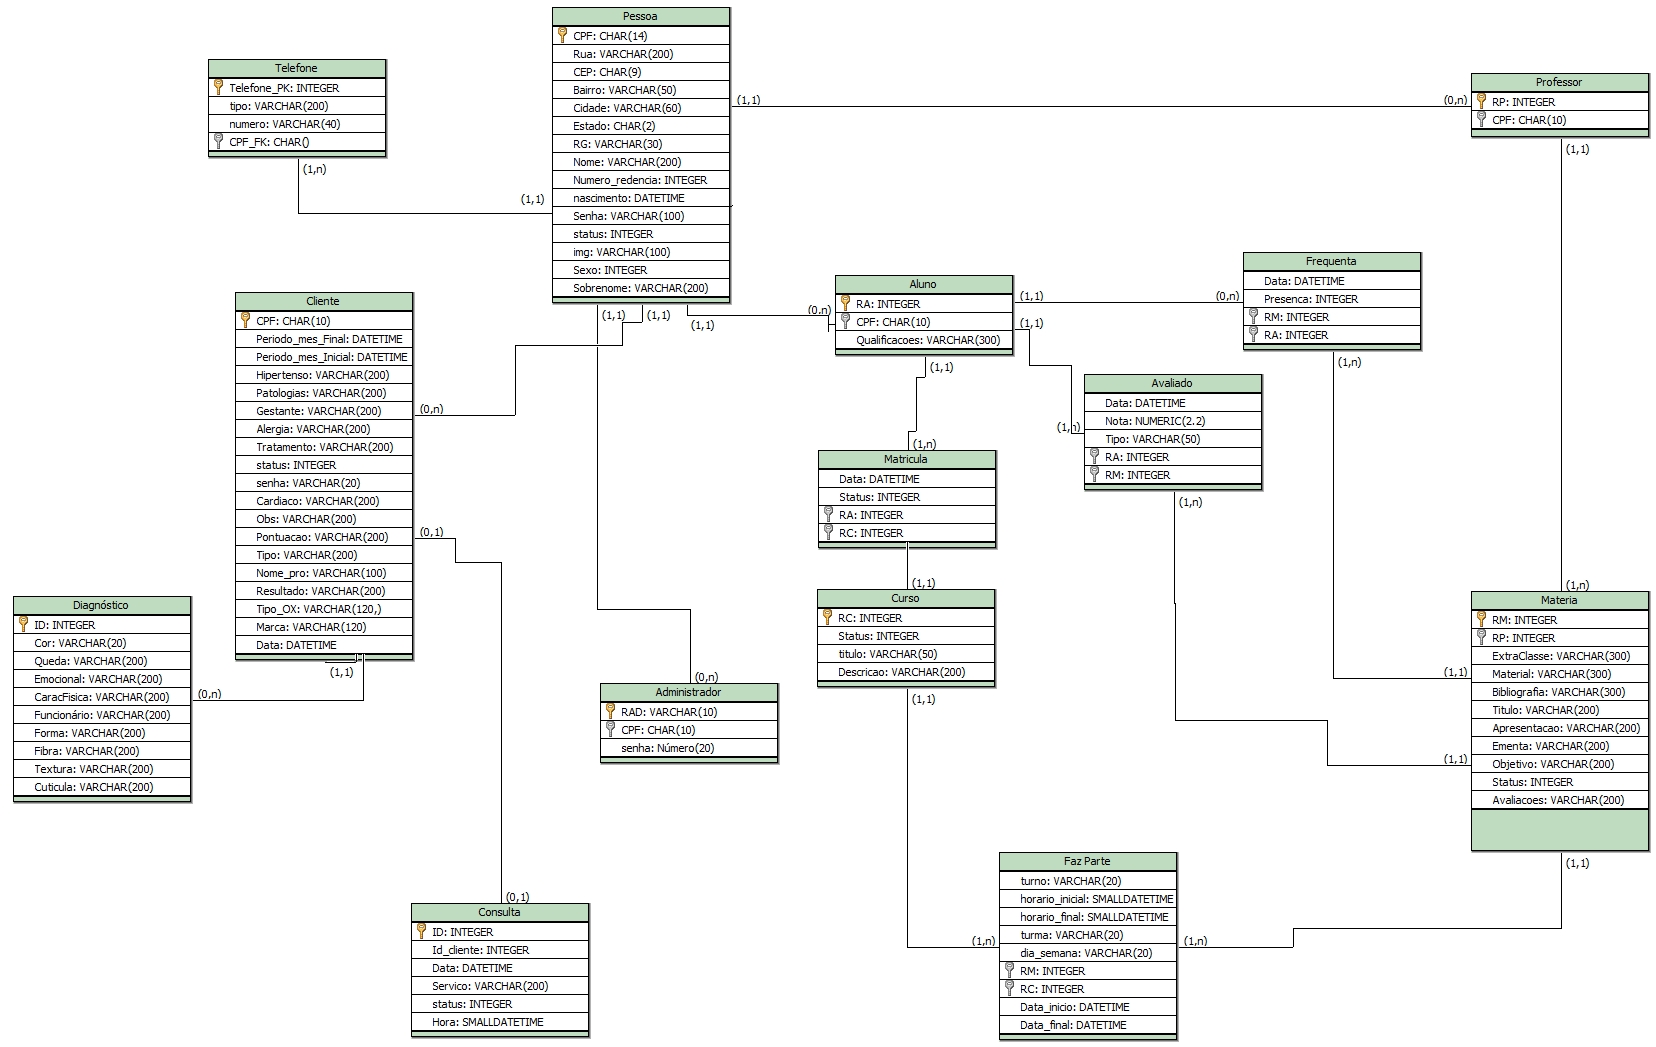 Pessoa
CPF: CHAR(14)
Rua: VARCHAR(200)
CEP: CHAR(9)
Bairro: VARCHAR(50)
Cidade: VARCHAR(60)
Estado: CHAR(2)
RG: VARCHAR(30)
Nome: VARCHAR(200)
Numero_redencia: INTEGER
nascimento: DATETIME
Senha: VARCHAR(100)
status: INTEGER
img: VARCHAR(100)
Sexo: INTEGER
Sobrenome: VARCHAR(200)
Telefone
Telefone_PK: INTEGER
tipo: VARCHAR(200)
numero: VARCHAR(40)
CPF_FK: CHAR()
(1,n)
(1,1)
(1,1)
(0,n)
Professor
RP: INTEGER
CPF: CHAR(10)
(1,1)
Cliente
CPF: CHAR(10)
Periodo_mes_Final: DATETIME
Periodo_mes_Inicial: DATETIME
Hipertenso: VARCHAR(200)
Patologias: VARCHAR(200)
Gestante: VARCHAR(200)
Alergia: VARCHAR(200)
Tratamento: VARCHAR(200)
status: INTEGER
senha: VARCHAR(20)
Cardiaco: VARCHAR(200)
Obs: VARCHAR(200)
Pontuacao: VARCHAR(200)
Tipo: VARCHAR(200)
Nome_pro: VARCHAR(100)
Resultado: VARCHAR(200)
Tipo_OX: VARCHAR(120,)
Marca: VARCHAR(120)
Data: DATETIME
(1,1)
(1,1)
(1,1)
(0,n)
(0,n)
(0,1)
(1,1)
Aluno
RA: INTEGER
CPF: CHAR(10)
Qualificacoes: VARCHAR(300)
(1,1)
(0,n)
(1,1)
(1,1)
Frequenta
Data: DATETIME
Presenca: INTEGER
RM: INTEGER
RA: INTEGER
(1,n)
Avaliado
Data: DATETIME
Nota: NUMERIC(2.2)
Tipo: VARCHAR(50)
RA: INTEGER
RM: INTEGER
(1,n)
(1,n)
(1,n)
Matricula
Data: DATETIME
Status: INTEGER
RA: INTEGER
RC: INTEGER
(1,1)
Curso
RC: INTEGER
Status: INTEGER
titulo: VARCHAR(50)
Descricao: VARCHAR(200)
(1,1)
Diagnóstico
ID: INTEGER
Cor: VARCHAR(20)
Queda: VARCHAR(200)
Emocional: VARCHAR(200)
CaracFisica: VARCHAR(200)
Funcionário: VARCHAR(200)
Forma: VARCHAR(200)
Fibra: VARCHAR(200)
Textura: VARCHAR(200)
Cuticula: VARCHAR(200)
(0,n)
(0,n)
Administrador
RAD: VARCHAR(10)
CPF: CHAR(10)
senha: Número(20)
(1,n)
Materia
RM: INTEGER
RP: INTEGER
ExtraClasse: VARCHAR(300)
Material: VARCHAR(300)
Bibliografia: VARCHAR(300)
Titulo: VARCHAR(200)
Apresentacao: VARCHAR(200)
Ementa: VARCHAR(200)
Objetivo: VARCHAR(200)
Status: INTEGER
Avaliacoes: VARCHAR(200)
(1,1)
(1,1)
(1,1)
(0,1)
Consulta
ID: INTEGER
Id_cliente: INTEGER
Data: DATETIME
Servico: VARCHAR(200)
status: INTEGER
Hora: SMALLDATETIME
Faz Parte
turno: VARCHAR(20)
horario_inicial: SMALLDATETIME
horario_final: SMALLDATETIME
turma: VARCHAR(20)
dia_semana: VARCHAR(20)
RM: INTEGER
RC: INTEGER
Data_inicio: DATETIME
Data_final: DATETIME
(1,n)
(1,n)